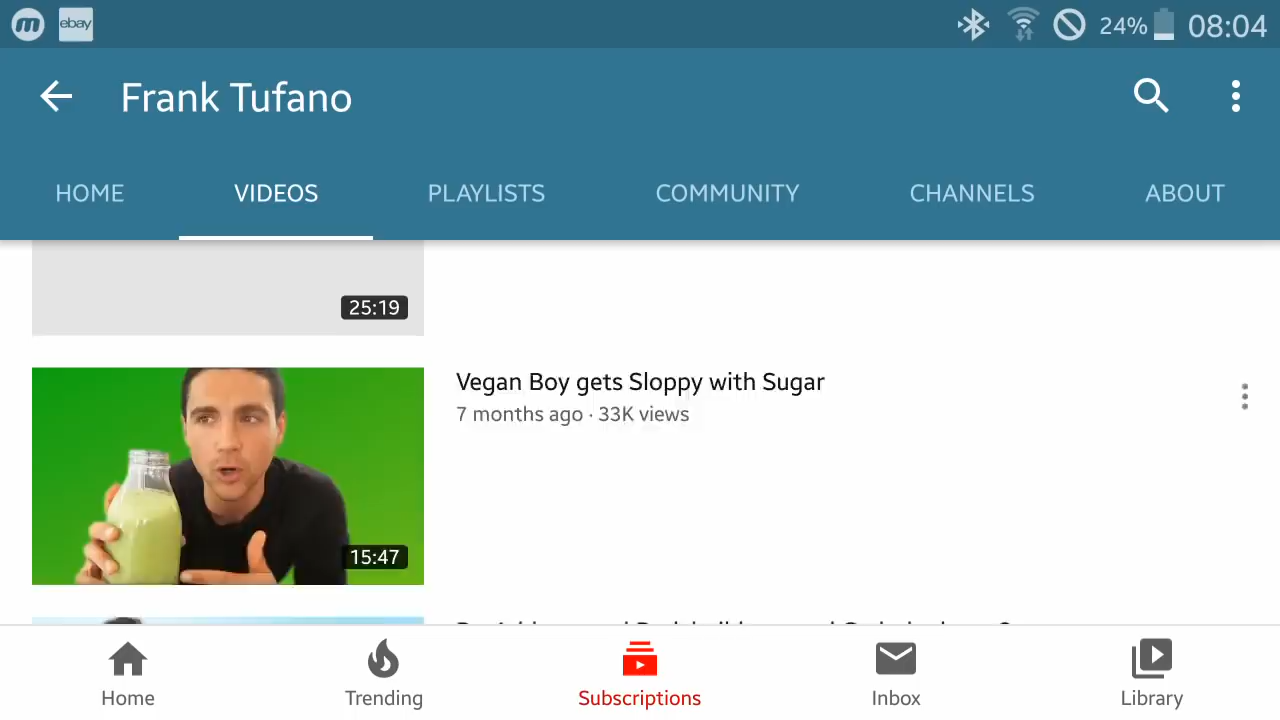 m ebay 24% 08:04
Frank Tufano
HOME VIDEOS PLAYLISTS COMMUNITY CHANNELS ABOUT
25:19
Vegan Boy gets Sloppy with Sugar
7 months ago · 33K views
15:47
Home Trending Subscriptions Inbox Library